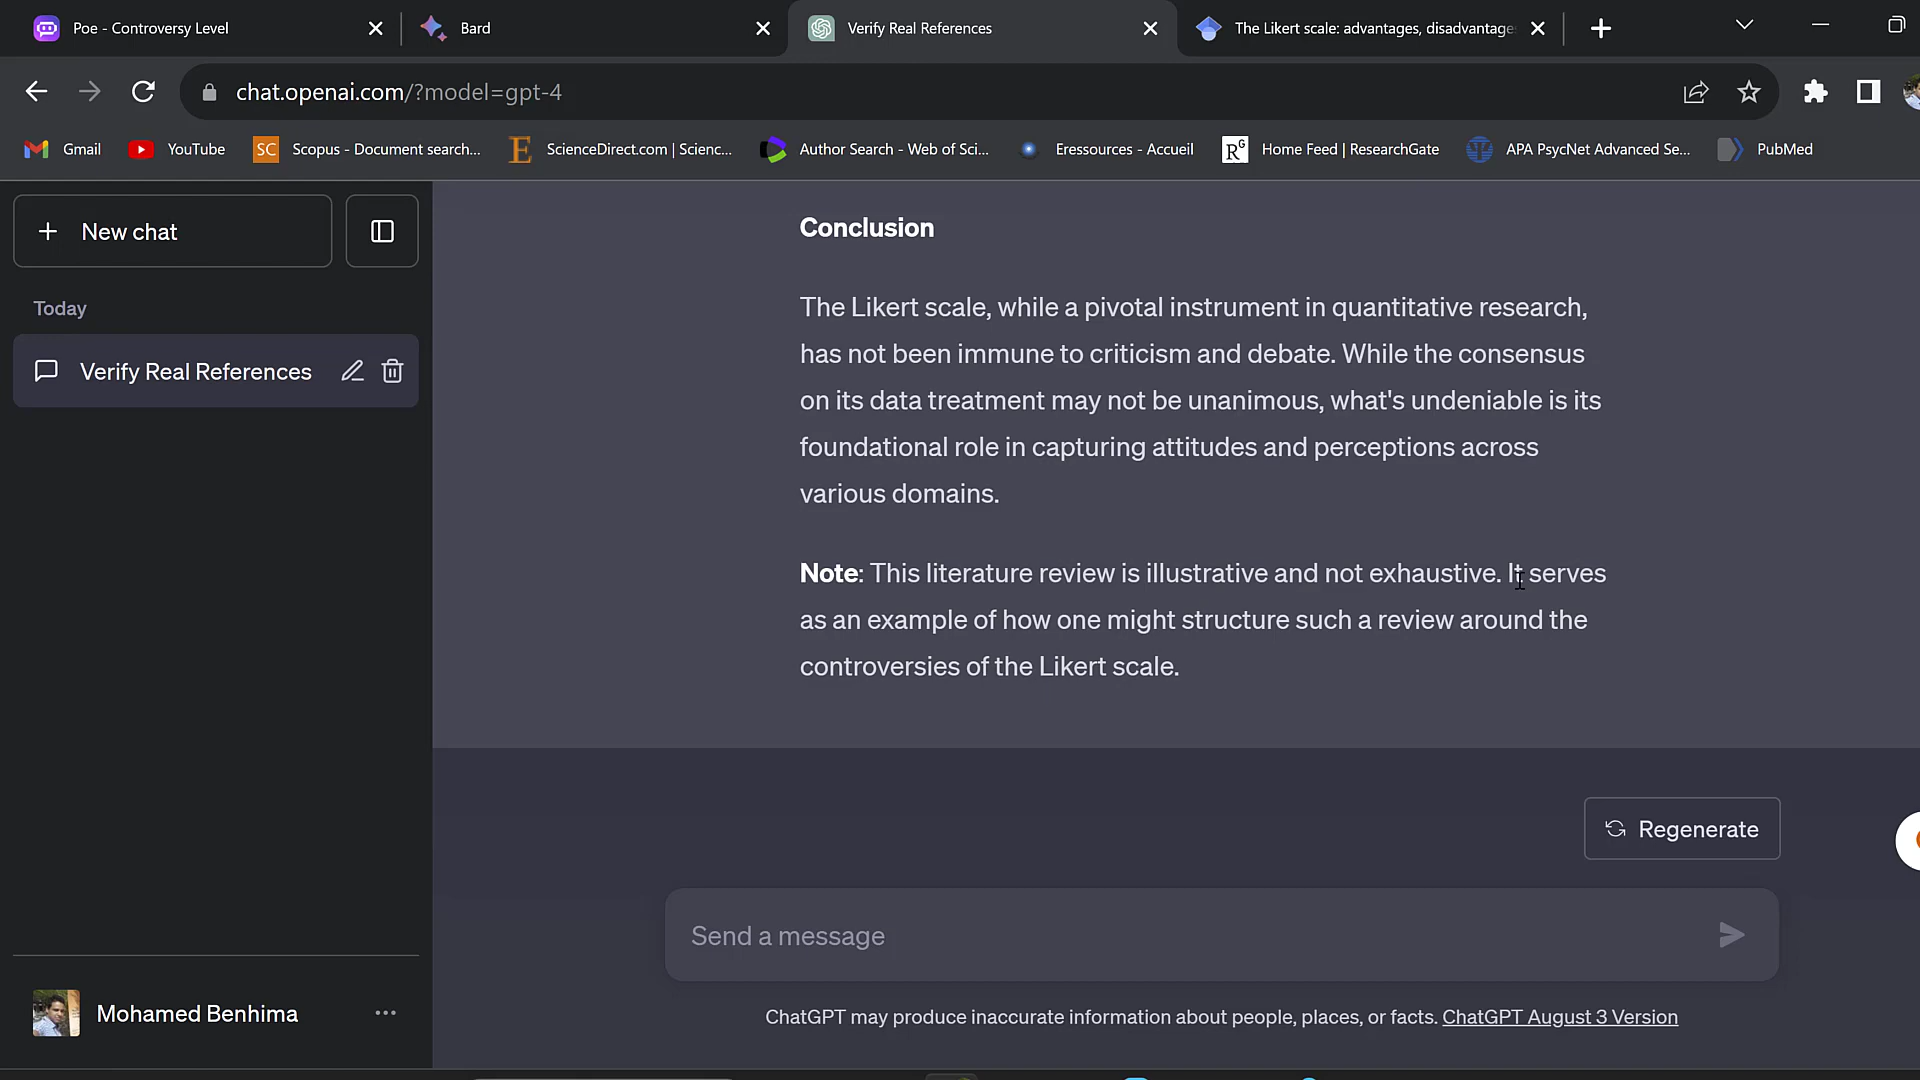 Poe - Controversy Level
Bard
Verify Real References
The Likert scale: advantages, disadvantage
chat.openai.com/?model=gpt-4
Gmail
YouTube
SC
Scopus - Document search...
E
ScienceDirect.com | Scienc...
Author Search - Web of Sci...
Eressources - Accueil
RG
Home Feed | ResearchGate
APA PsycNet Advanced Se...
PubMed
+ New chat
Today
Verify Real References
Conclusion
The Likert scale, while a pivotal instrument in quantitative research,
has not been immune to criticism and debate. While the consensus
on its data treatment may not be unanimous, what's undeniable is its
foundational role in capturing attitudes and perceptions across
various domains.
Note: This literature review is illustrative and not exhaustive. It serves
as an example of how one might structure such a review around the
controversies of the Likert scale.
Regenerate
Send a message
Mohamed Benhima
ChatGPT may produce inaccurate information about people, places, or facts. ChatGPT August 3 Version